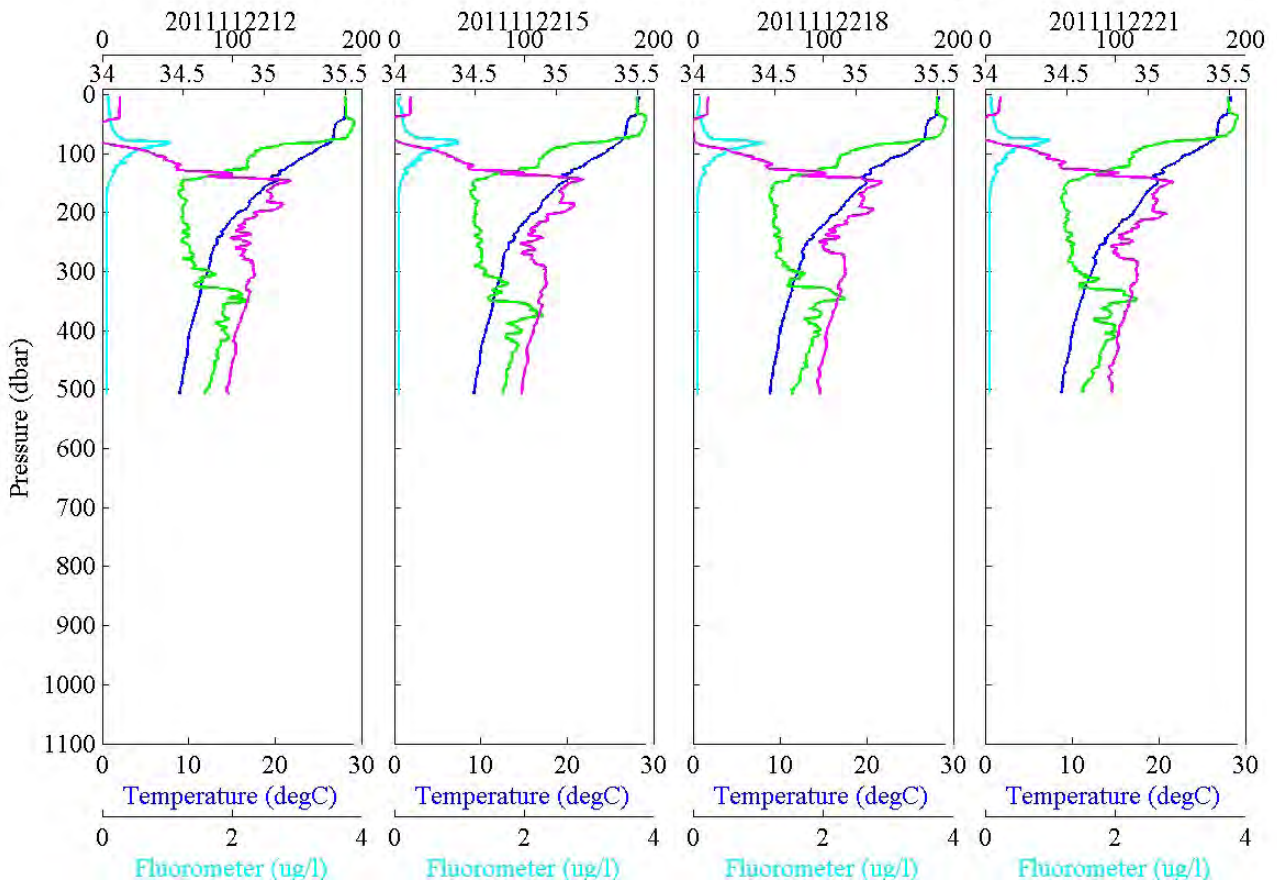 2011112212 2011112215 2011112218 2011112221
0 100 200 0 100 200 0 100 200 0 100 200
34 34.5 35 35.5 34 34.5 35 35.5 34 34.5 35 35.5 34 34.5 35 35.5
0
100
200
300
400
500
600
700
800
900
1000
1100
Pressure (dbar)
0 10 20 30 0 10 20 30 0 10 20 30 0 10 20 30
Temperature (degC) Temperature (degC) Temperature (degC) Temperature (degC)
0 2 4 0 2 4 0 2 4 0 2 4
Fluorometer (ug/l) Fluorometer (ug/l) Fluorometer (ug/l) Fluorometer (ug/l)